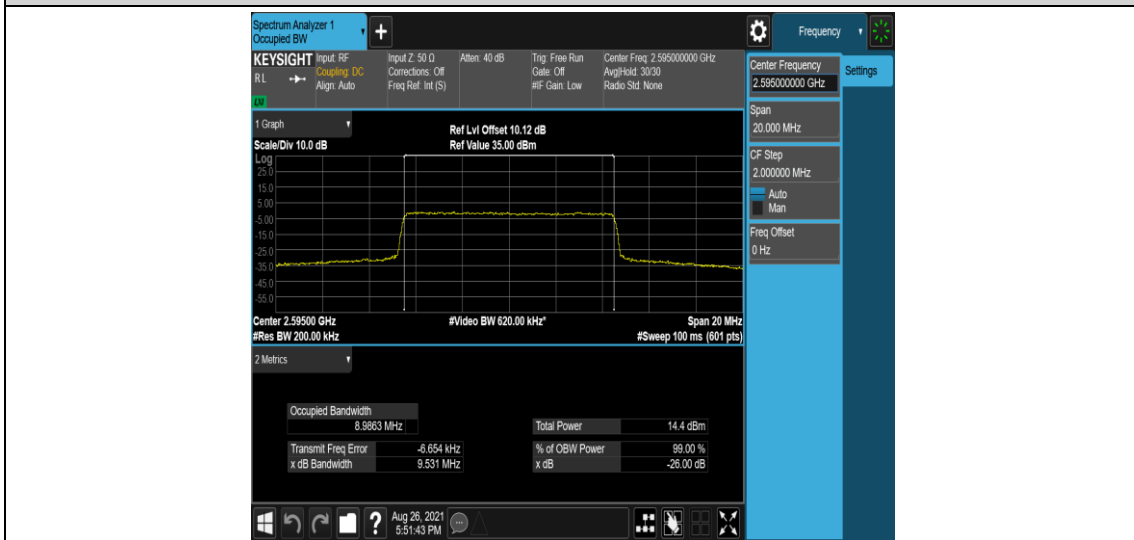 Spectrum Analyzer 1
Occupied BW
+
Frequency
KEYSIGHT
RL
Input: RF
Coupling: DC
Align: Auto
Input Z: 50 Ω
Corrections: Off
Freq Ref: Int (S)
Atten: 40 dB
Trig: Free Run
Gate: Off
#IF Gain: Low
Center Freq: 2.595000000 GHz
Avg|Hold: 30/30
Radio Std: None
Center Frequency
2.595000000 GHz
Settings
Span
20.000 MHz
CF Step
2.000000 MHz
Auto
Man
Freq Offset
0 Hz
1 Graph
Ref Lvl Offset 10.12 dB
Scale/Div 10.0 dB
Ref Value 35.00 dBm
Log
25.0
15.0
5.00
-5.00
-15.0
-25.0
-35.0
-45.0
-55.0
Center 2.59500 GHz
#Video BW 620.00 kHz*
Span 20 MHz
#Res BW 200.00 kHz
#Sweep 100 ms (601 pts)
2 Metrics
Occupied Bandwidth
8.9863 MHz
Total Power 14.4 dBm
Transmit Freq Error -6.654 kHz
% of OBW Power 99.00 %
x dB Bandwidth 9.531 MHz
x dB -26.00 dB
?
Aug 26, 2021
5:51:43 PM